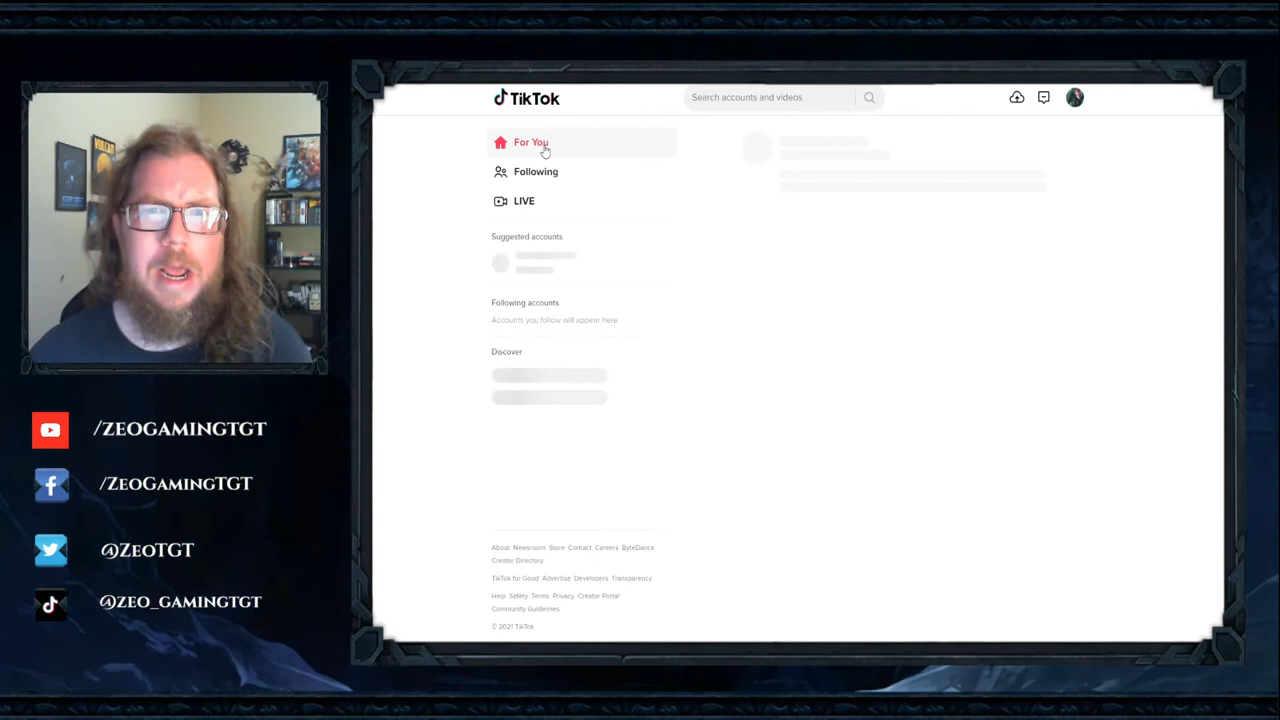 TikTok
Search accounts and videos
For You
Following
LIVE
Suggested accounts
Following accounts
Accounts you follow will appear here
Discover
About Newsroom Store Contact Careers ByteDance
Creator Directory
TikTok for Good Advertise Developers Transparency
Help Safety Terms Privacy Creator Portal
Community Guidelines
© 2021 TikTok
/ZEOGAMINGTGT
/ZEOGAMINGTGT
@ZEOTGT
@ZEO_GAMINGTGT